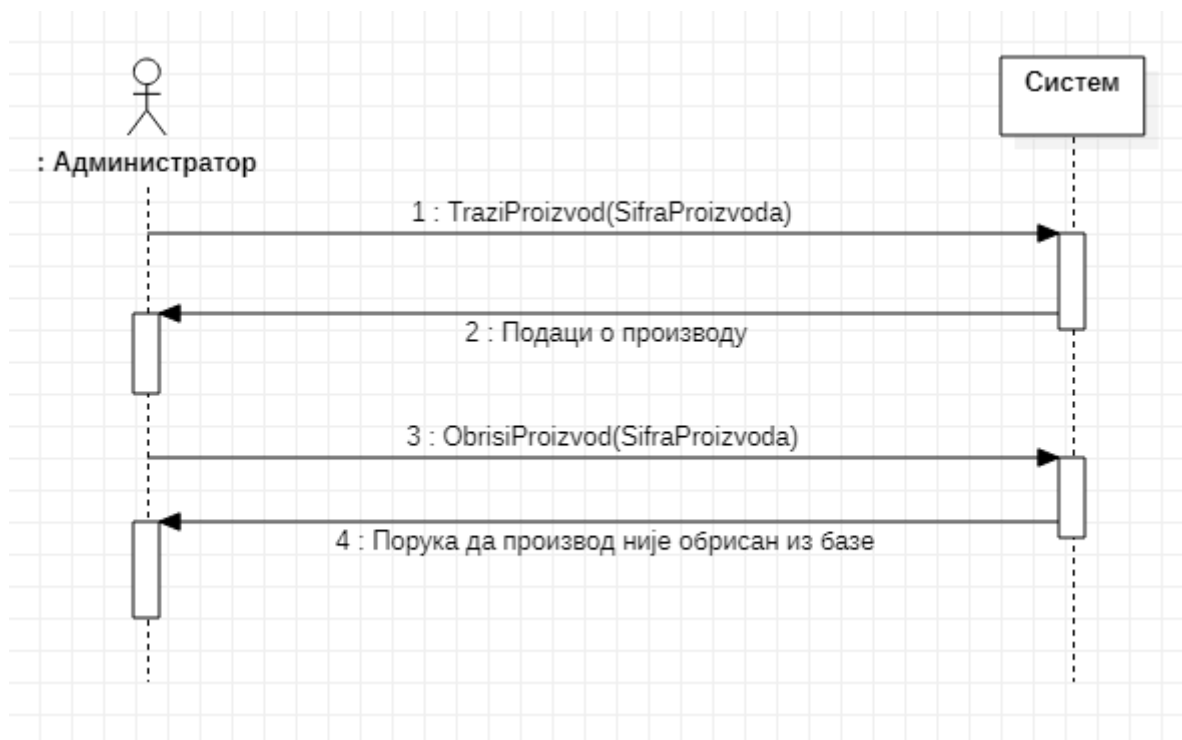 Систем
: Администратор
1 : TraziProizvod(SifraProizvoda)
2 : Подаци о производу
3 : ObrisiProizvod(SifraProizvoda)
4 : Порука да производ није обрисан из базе